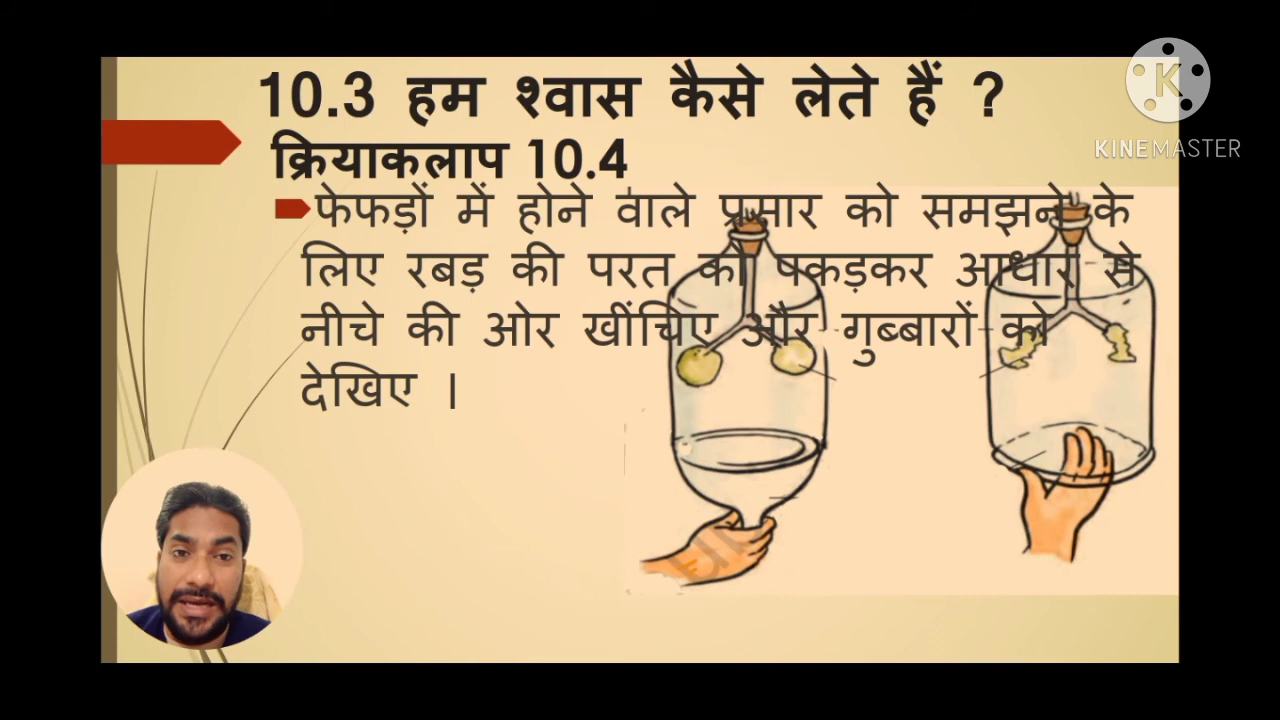 10.3 हम श्वास कैसे लेते हैं ?
क्रियाकलाप 10.4
फेफड़ों में होने वाले प्रसार को समझने के
लिए रबड़ की परत को पकड़कर आधार से
नीचे की ओर खींचिए और गुब्बारों को
देखिए ।
K
KINEMASTER